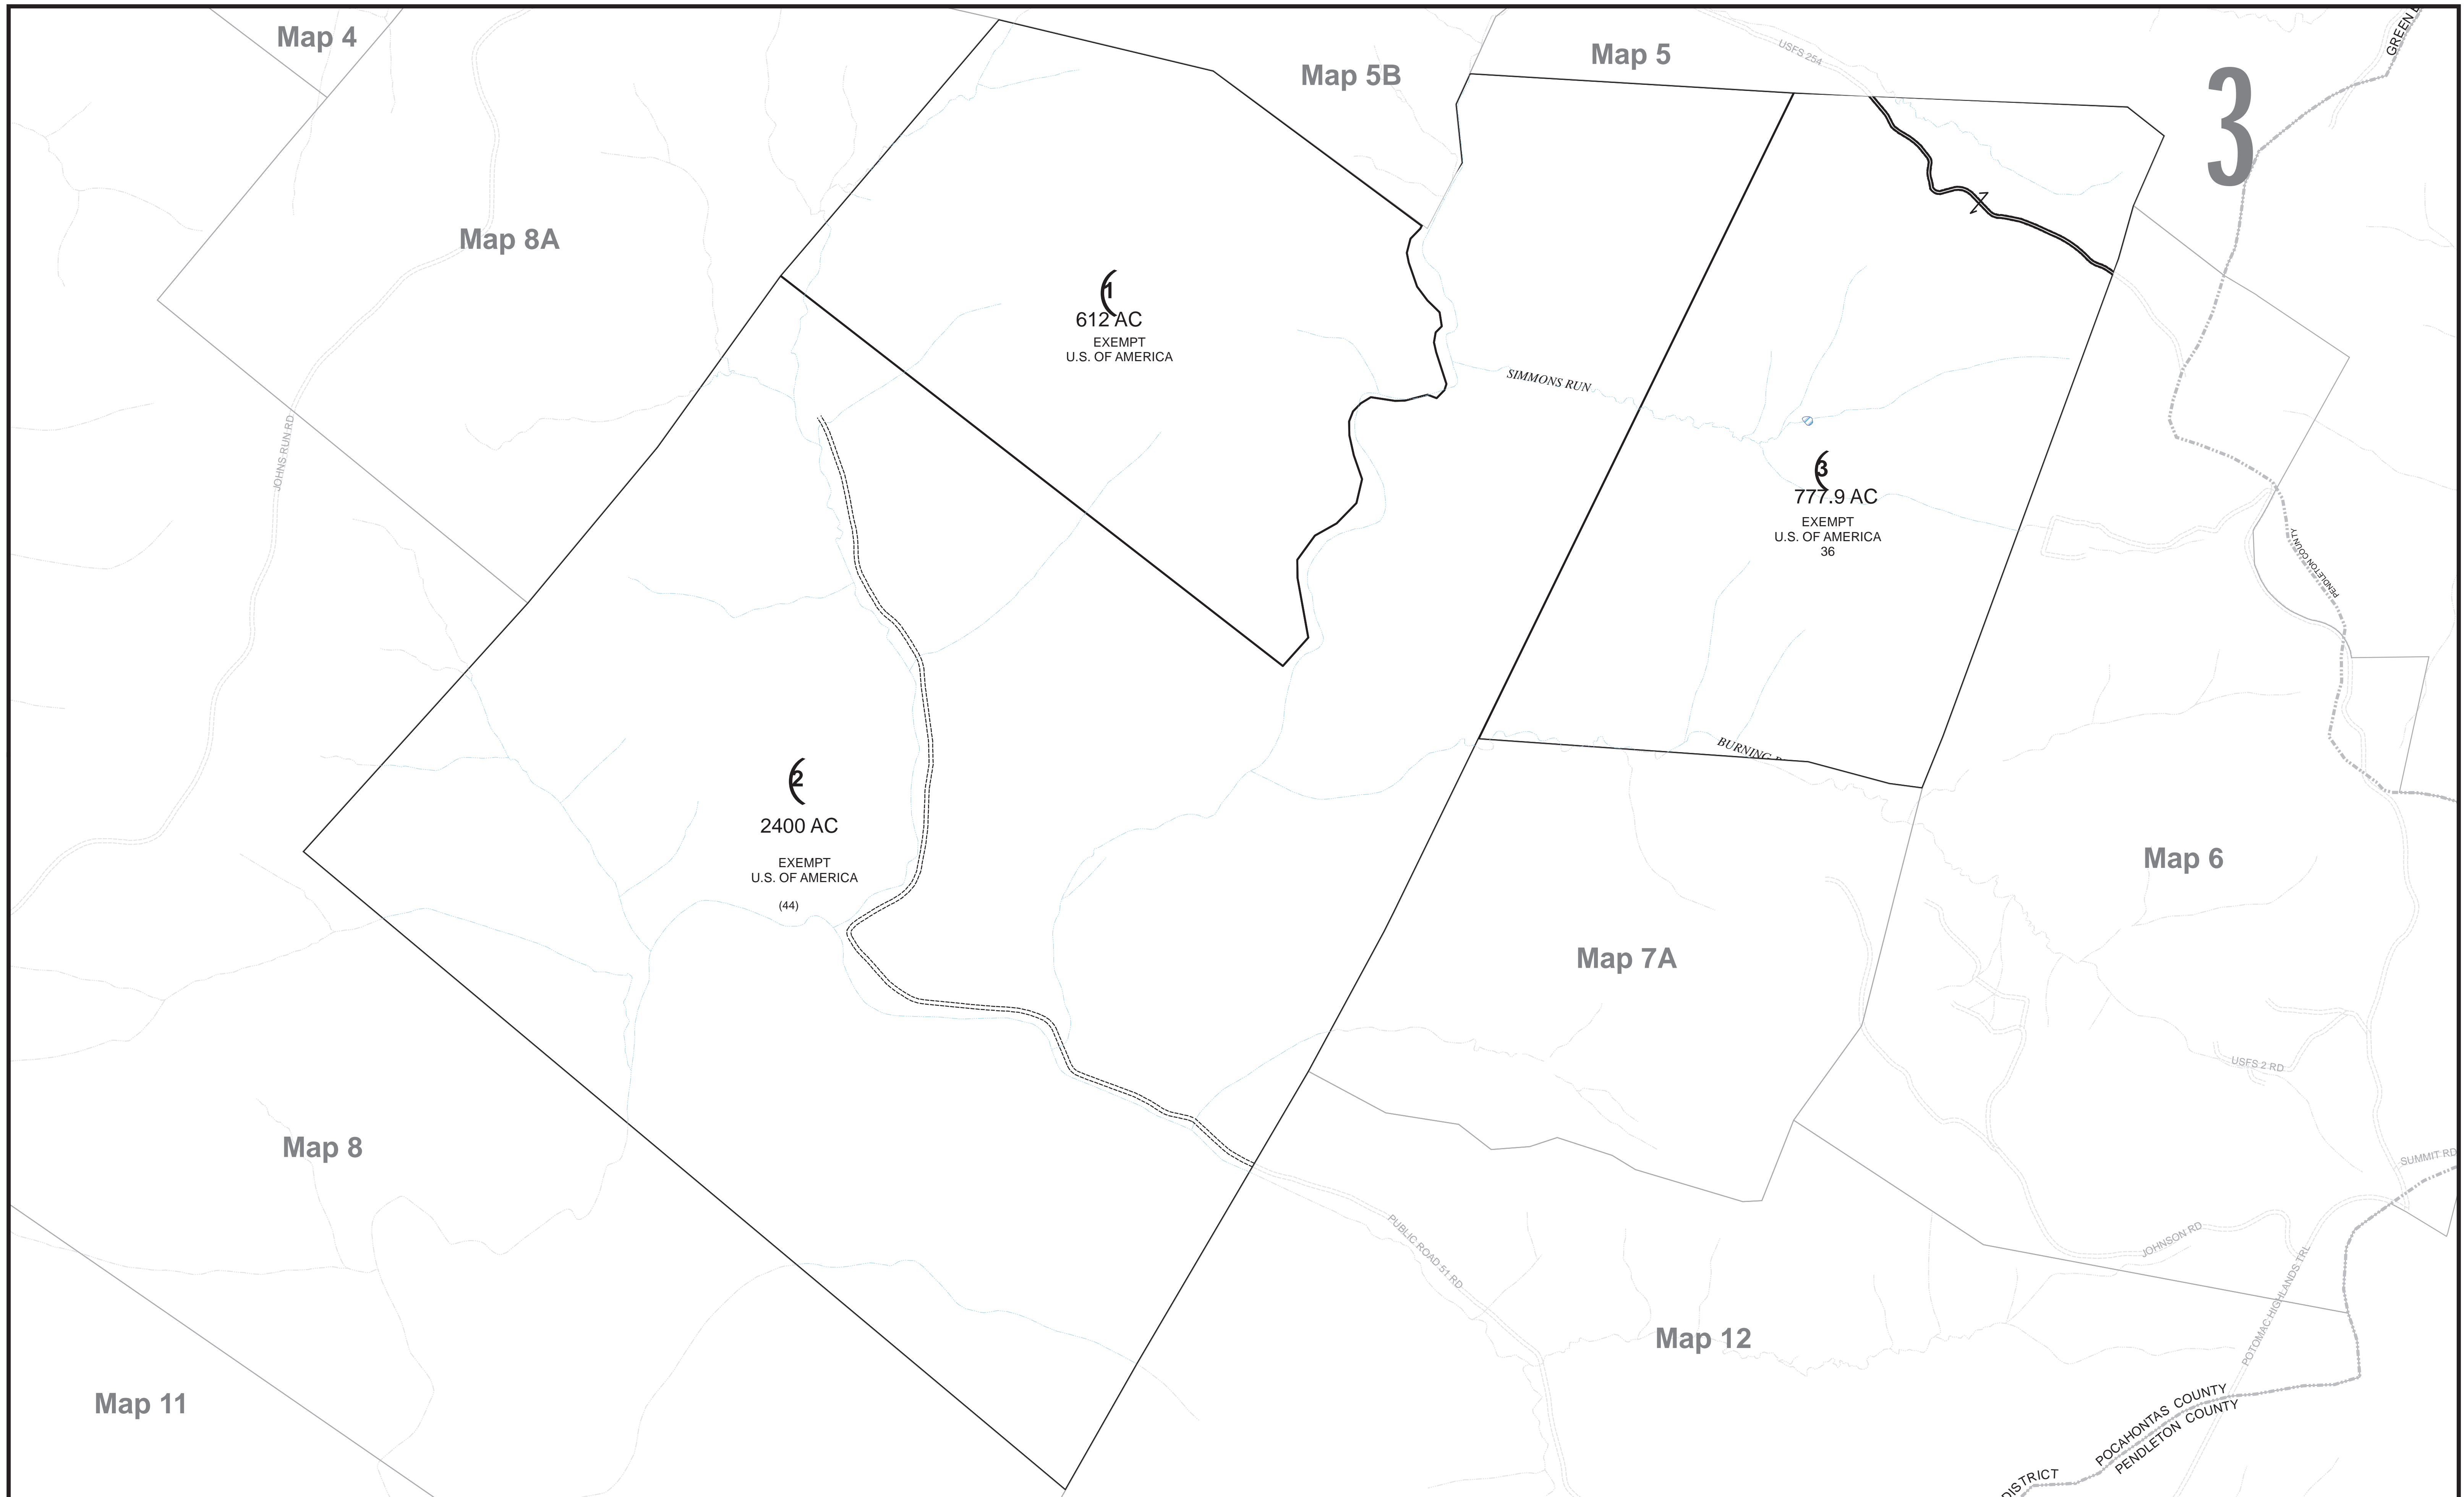 Map 4
Map 5B
Map 5
USFS 254
3
Map 8A
1
612 AC
EXEMPT
U.S. OF AMERICA
SIMMONS RUN
JOHNS RUN RD
3
777.9 AC
EXEMPT
U.S. OF AMERICA
36
PENDLETON COUNTY
BURNING
2
2400 AC
EXEMPT
U.S. OF AMERICA
(44)
Map 6
Map 7A
USFS 2 RD
Map 8
SUMMIT RD
PUBLIC ROAD 51 RD
JOHNSON RD
POTOMAC HIGHLANDS TRL
Map 12
Map 11
POCAHONTAS COUNTY
PENDLETON COUNTY
DISTRICT
GREEN